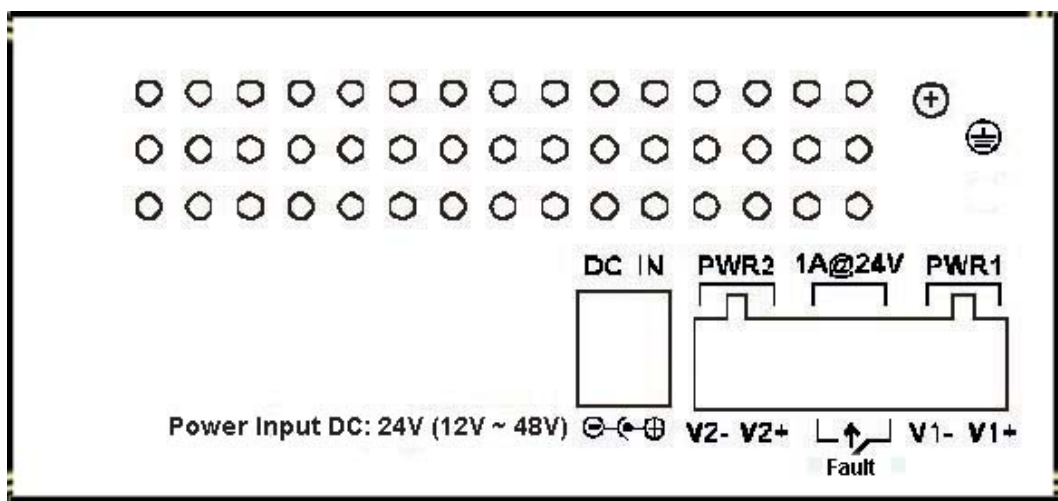 DC IN PWR2 1A@24V PWR1
Power Input DC: 24V (12V ~ 48V) V2- V2+ V1- V1+
Fault